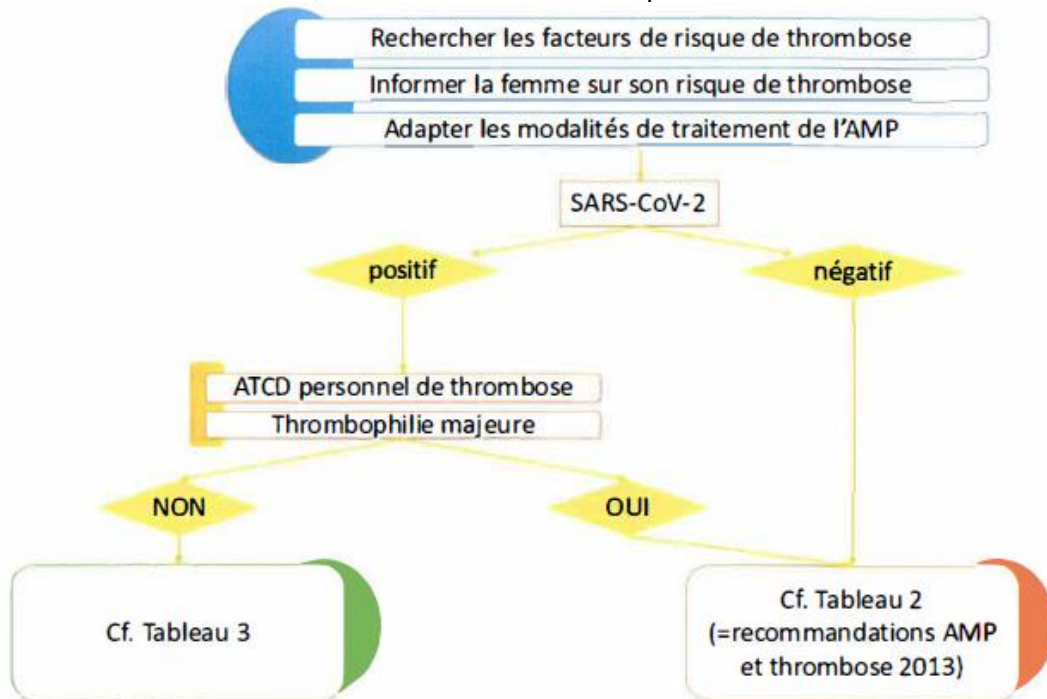 Rechercher les facteurs de risque de thrombose
Informer la femme sur son risque de thrombose
Adapter les modalités de traitement de l'AMP
SARS-CoV-2
positif
négatif
ATCD personnel de thrombose
Thrombophilie majeure
NON
OUI
Cf. Tableau 3
Cf. Tableau 2
(=recommandations AMP
et thrombose 2013)